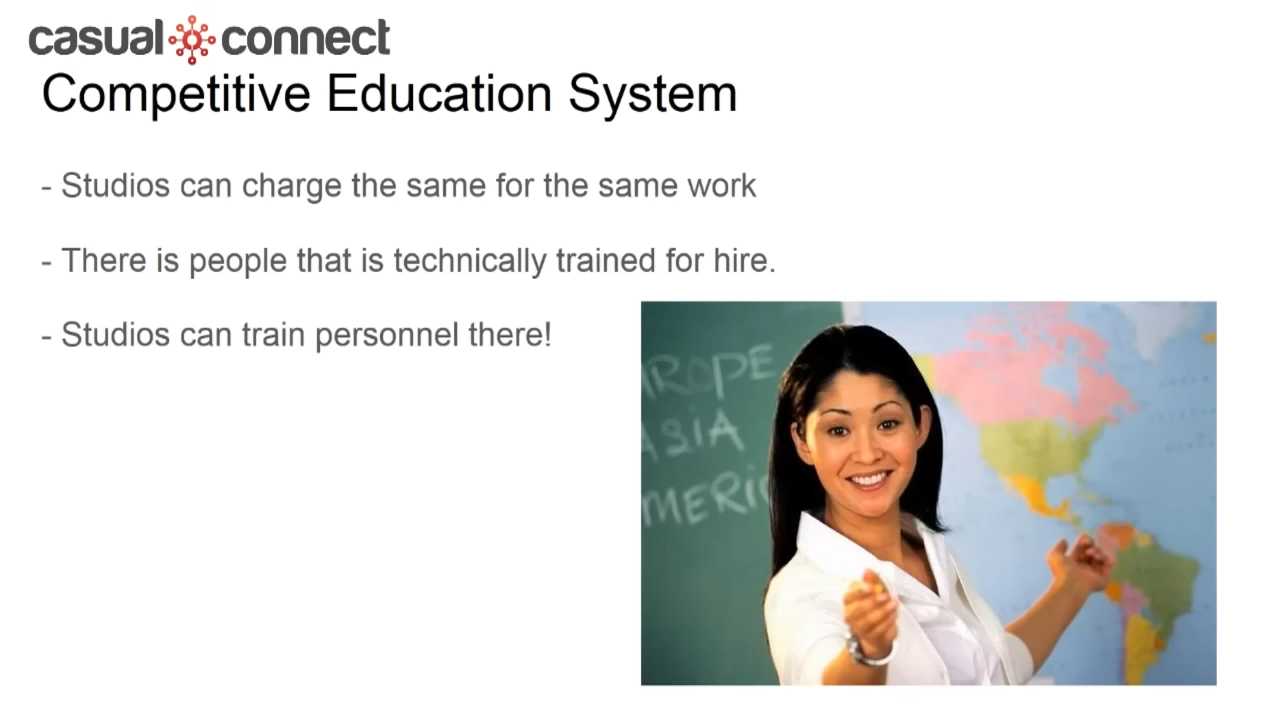 casual connect
Competitive Education System
- Studios can charge the same for the same work
- There is people that is technically trained for hire.
- Studios can train personnel there!
ROPE
ASIA
MERIC